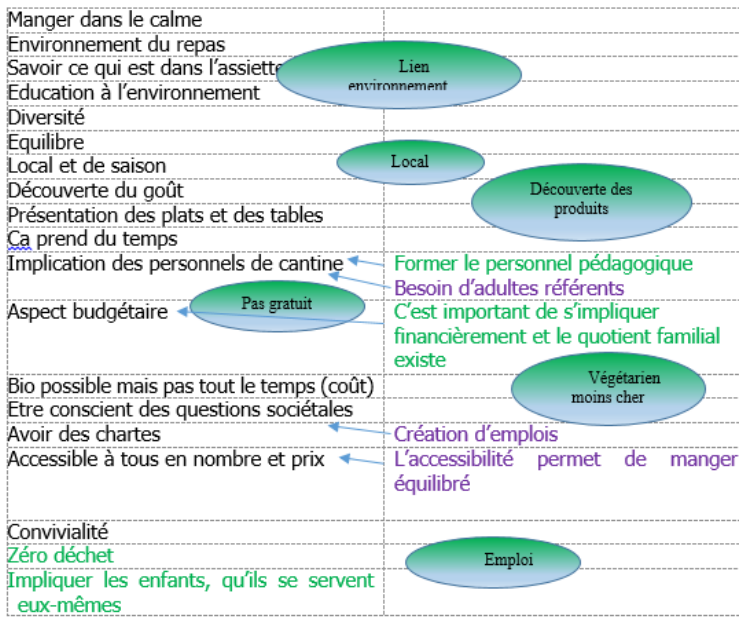 Manger dans le calme
Environnement du repas
Savoir ce qui est dans l'assiette
Lien
environnement
Education à l'environnement
Diversité
Equilibre
Local et de saison
Local
Découverte du goût
Découverte des
produits
Présentation des plats et des tables
Ca prend du temps
Implication des personnels de cantine
Former le personnel pédagogique
Besoin d'adultes référents
Aspect budgétaire
Pas gratuit
C'est important de s'impliquer
financièrement et le quotient familial
existe
Bio possible mais pas tout le temps (coût)
Végétarien
moins cher
Etre conscient des questions sociétales
Avoir des chartes
Création d'emplois
Accessible à tous en nombre et prix
L'accessibilité permet de manger
équilibré
Convivialité
Zéro déchet
Emploi
Impliquer les enfants, qu'ils se servent
eux-mêmes